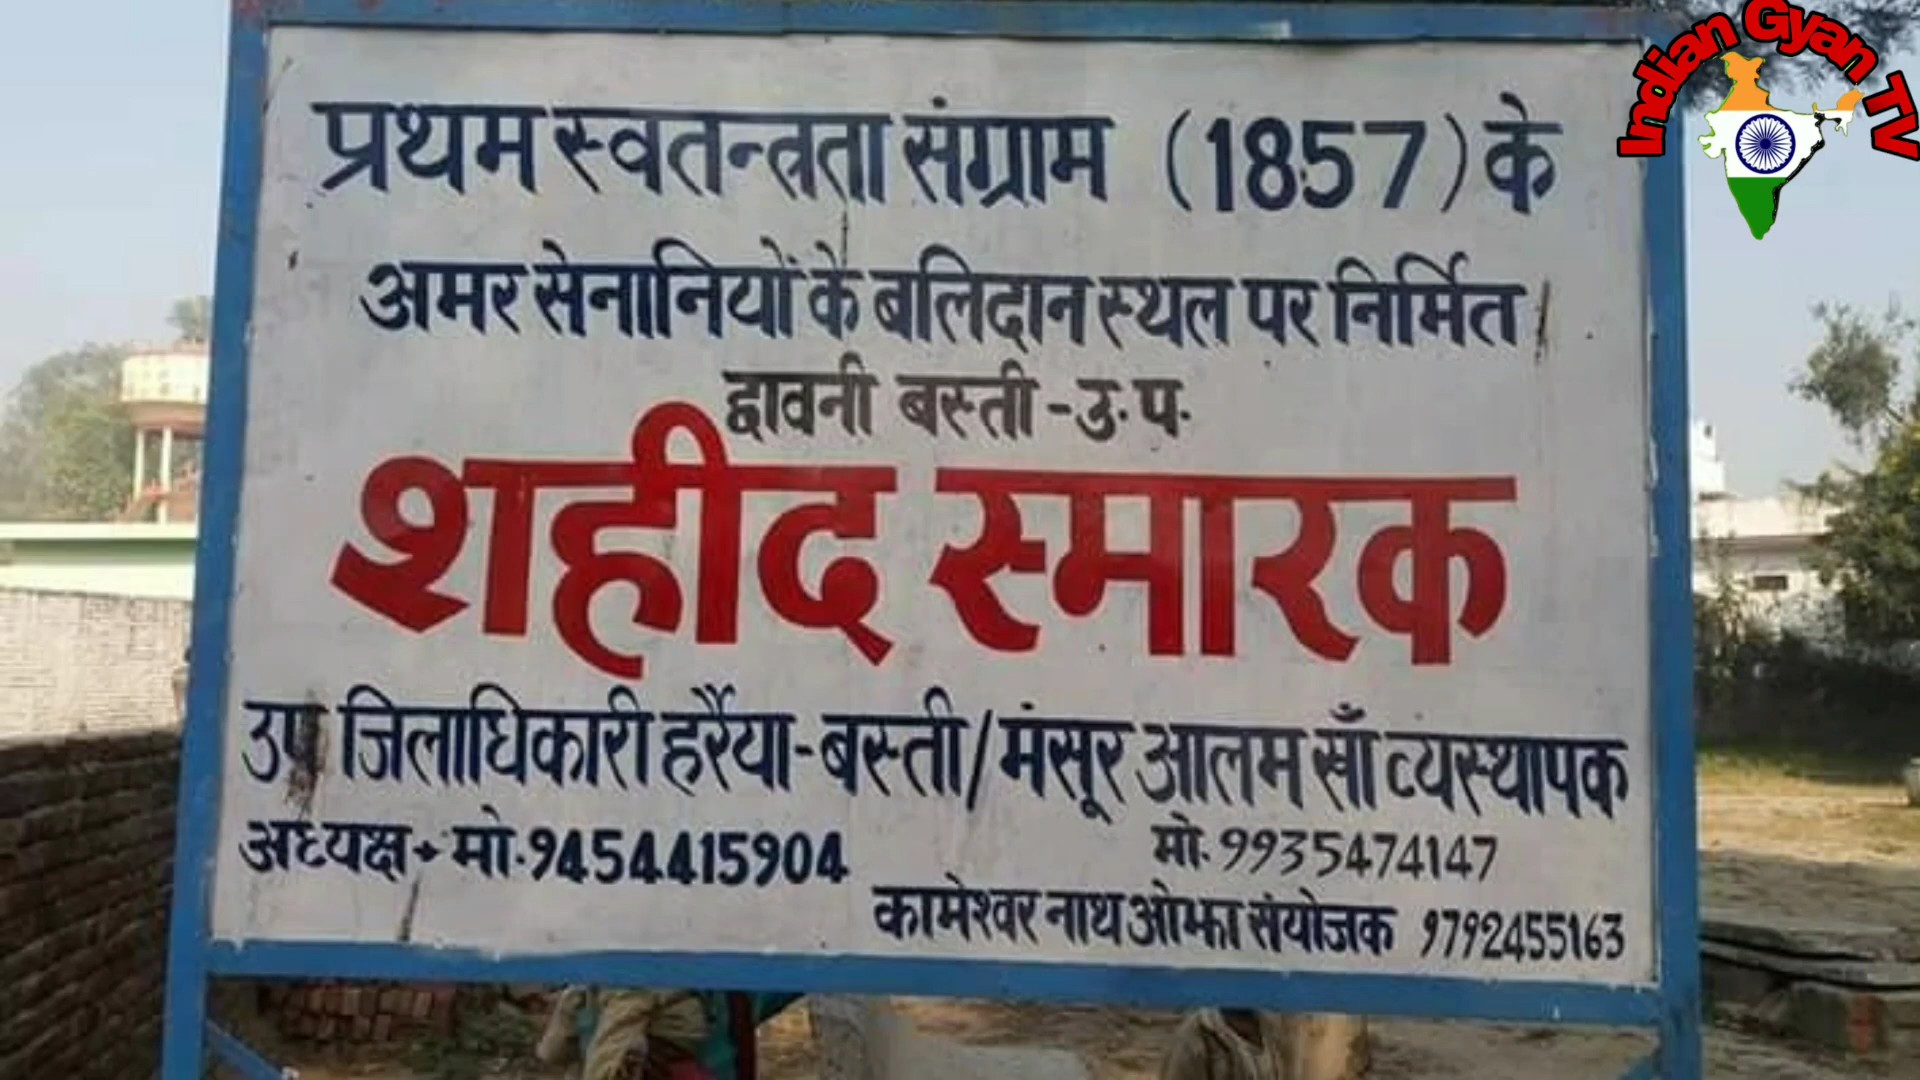 प्रथम स्वतन्त्रता संग्राम (1857) के
अमर सेनानियों के बलिदान स्थल पर निर्मित
द्वावनी बस्ती-उ.प.
शहीद स्मारक
उप जिलाधिकारी हर्रैया-बस्ती/मंसूर आलम खाँ व्यस्थापक
अध्यक्ष + मो.9454415904 मो. 9935474147
कामेश्वर नाथ ओझा संयोजक 9792455163
Indian Gyan TV